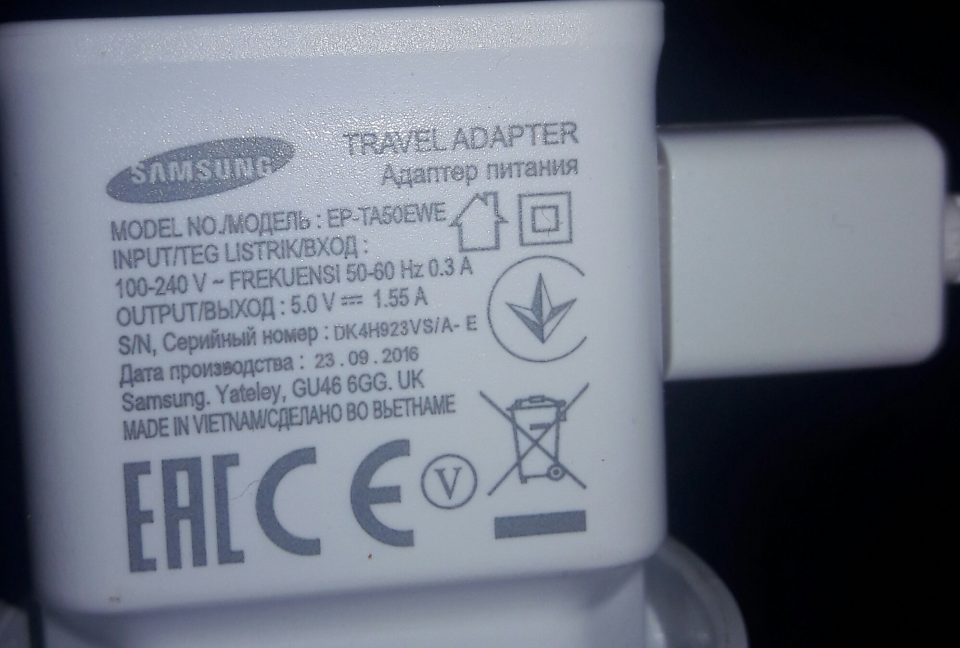 SAMSUNG
TRAVEL ADAPTER
Адаптер питания
MODEL NO./МОДЕЛЬ : EP-TA50EWE
INPUT/TEG LISTRIK/ВХОД :
100-240 V ~ FREKUENSI 50-60 Hz 0.3 A
OUTPUT/ВЫХОД : 5.0 V ⎓ 1.55 A
S/N, Серийный номер : DK4H923VS/A- E
Дата производства : 23.09.2016
Samsung. Yateley, GU46 6GG. UK
MADE IN VIETNAM/СДЕЛАНО ВО ВЬЕТНАМЕ
EAC CE V